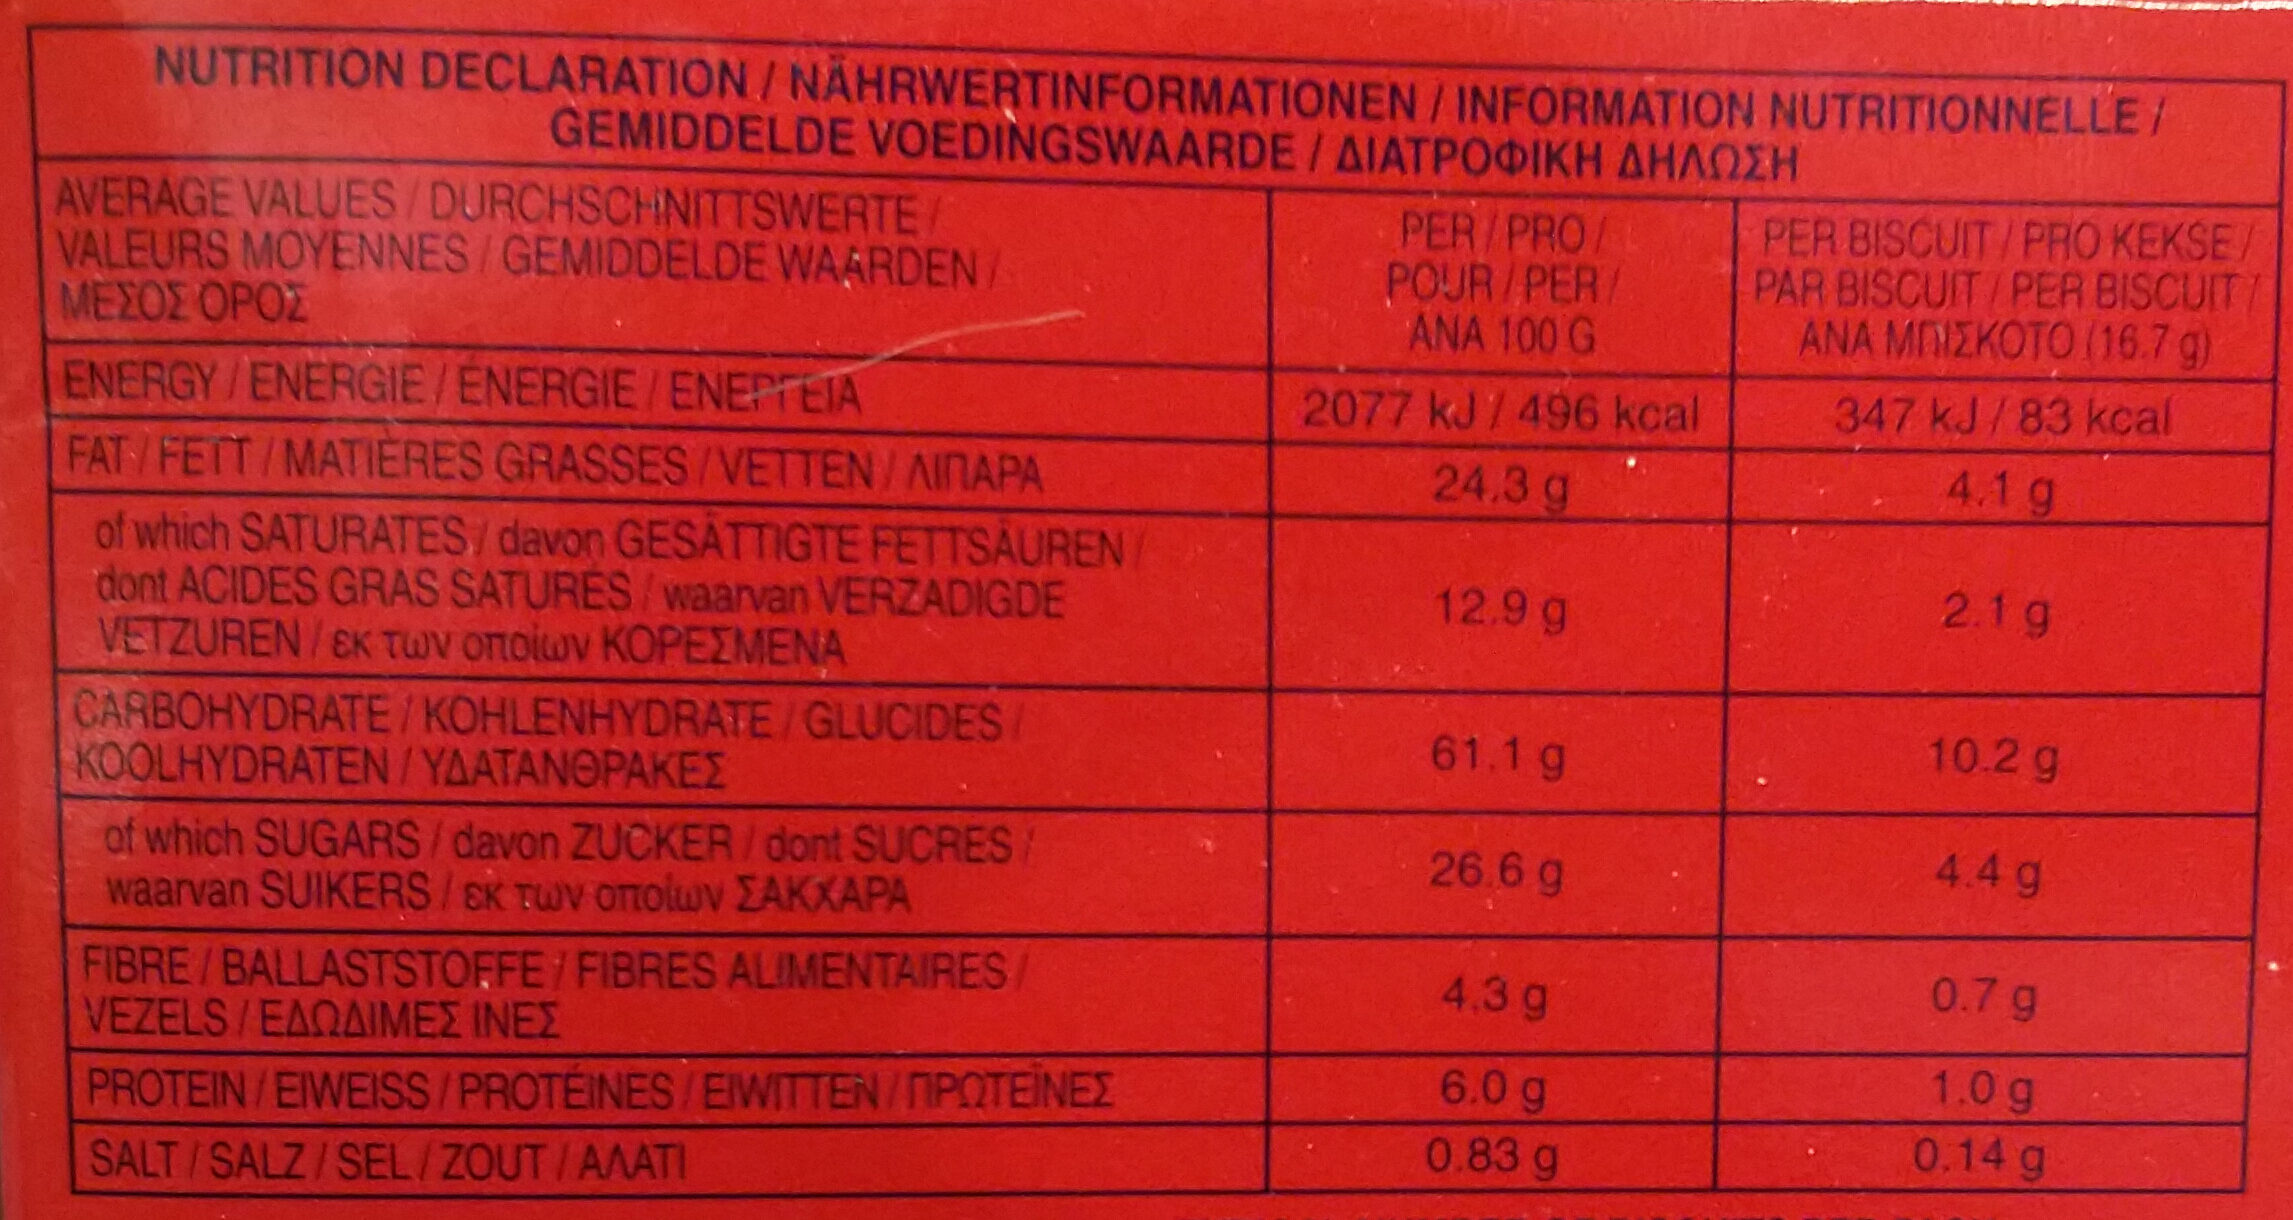 NUTRITION DECLARATION / NÄHRWERTINFORMATIONEN / INFORMATION NUTRITIONNELLE /
GEMIDDELDE VOEDINGSWAARDE / ΔΙΑΤΡΟΦΙΚΗ ΔΗΛΩΣΗ
AVERAGE VALUES / DURCHSCHNITTSWERTE /
VALEURS MOYENNES / GEMIDDELDE WAARDEN /
ΜΕΣΟΣ ΟΡΟΣ
PER / PRO /
POUR / PER /
ANA 100 G
PER BISCUIT / PRO KEKSE /
PAR BISCUIT / PER BISCUIT /
ΑΝΑ ΜΠΙΣΚΟΤΟ (16.7 g)
ENERGY / ENERGIE / ÉNERGIE / ΕΝΕΡΓΕΙΑ 2077 kJ / 496 kcal 347 kJ / 83 kcal
FAT / FETT / MATIÈRES GRASSES / VETTEN / ΛΙΠΑΡΑ 24.3 g 4.1 g
of which SATURATES / davon GESÄTTIGTE FETTSÄUREN /
dont ACIDES GRAS SATURÉS / waarvan VERZADIGDE
VETZUREN / εκ των οποίων ΚΟΡΕΣΜΕΝΑ
12.9 g 2.1 g
CARBOHYDRATE / KOHLENHYDRATE / GLUCIDES /
KOOLHYDRATEN / ΥΔΑΤΑΝΘΡΑΚΕΣ
61.1 g 10.2 g
of which SUGARS / davon ZUCKER / dont SUCRES /
waarvan SUIKERS / εκ των οποίων ΣΑΚΧΑΡΑ
26.6 g 4.4 g
FIBRE / BALLASTSTOFFE / FIBRES ALIMENTAIRES /
VEZELS / ΕΔΩΔΙΜΕΣ ΙΝΕΣ
4.3 g 0.7 g
PROTEIN / EIWEISS / PROTÉINES / EIWITTEN / ΠΡΩΤΕΪΝΕΣ 6.0 g 1.0 g
SALT / SALZ / SEL / ZOUT / ΑΛΑΤΙ 0.83 g 0.14 g